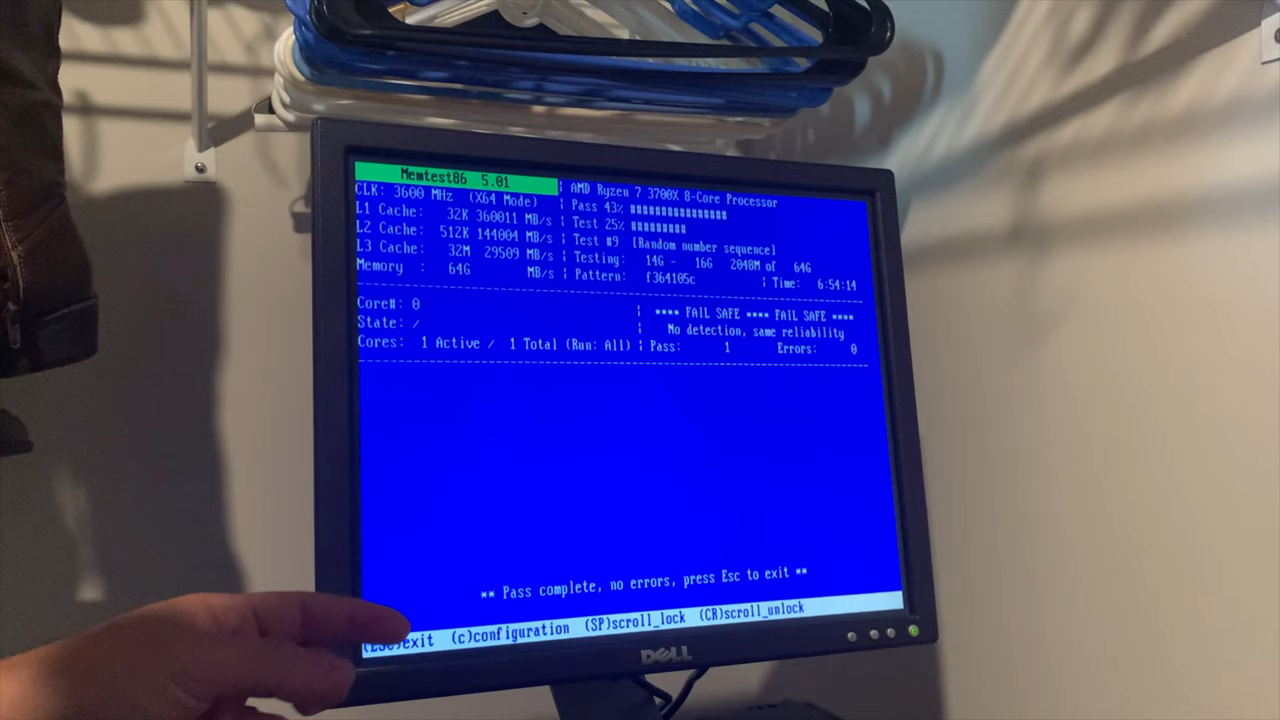 Memtest86 5.01 | AMD Ryzen 7 3700X 8-Core Processor
CLK: 3600 MHz (X64 Mode) | Pass 43%
L1 Cache: 32K 360011 MB/s | Test 25%
L2 Cache: 512K 144004 MB/s | Test #9 [Random number sequence]
L3 Cache: 32M 29509 MB/s | Testing: 14G - 16G 2048M of 64G
Memory : 64G MB/s | Pattern: f364105c | Time: 6:54:14
Core#: 0 | **** FAIL SAFE **** FAIL SAFE ****
State: / | No detection, same reliability
Cores: 1 Active / 1 Total (Run: All) | Pass: 1 Errors: 0
** Pass complete, no errors, press Esc to exit **
(ESC)exit (c)configuration (SP)scroll_lock (CR)scroll_unlock
DELL